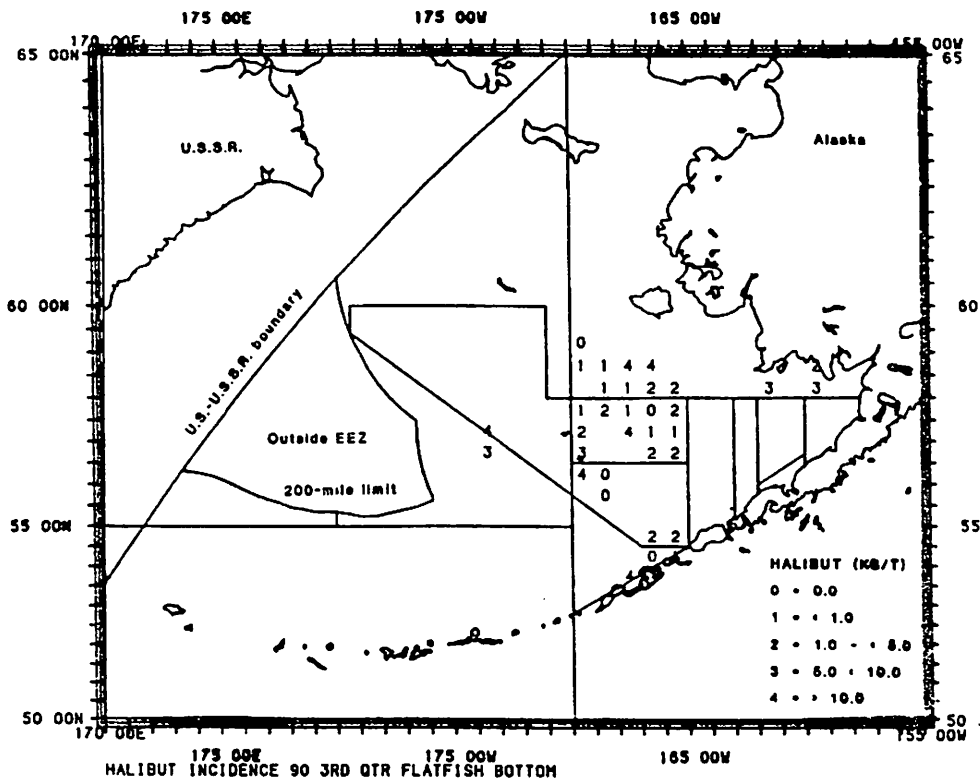 175 00E 175 00W 165 00W
170 00E 155 00W
65 00N 65
U.S.S.R. Alaska
60 00N 60
U.S.-U.S.S.R. boundary
0
1 1 4 4
1 1 2 2 3 3
1 2 1 0 2
Outside EEZ 2 4 1 1
3 3 2 2
200-mile limit 4 0
0
55 00N 55
2 2
0
4
HALIBUT (KG/T)
0 = 0.0
1 = < 1.0
2 = 1.0 - < 5.0
3 = 5.0 < 10.0
4 = > 10.0
50 00N 50
170 00E 155 00W
175 00E 175 00W 165 00W
HALIBUT INCIDENCE 90 3RD QTR FLATFISH BOTTOM